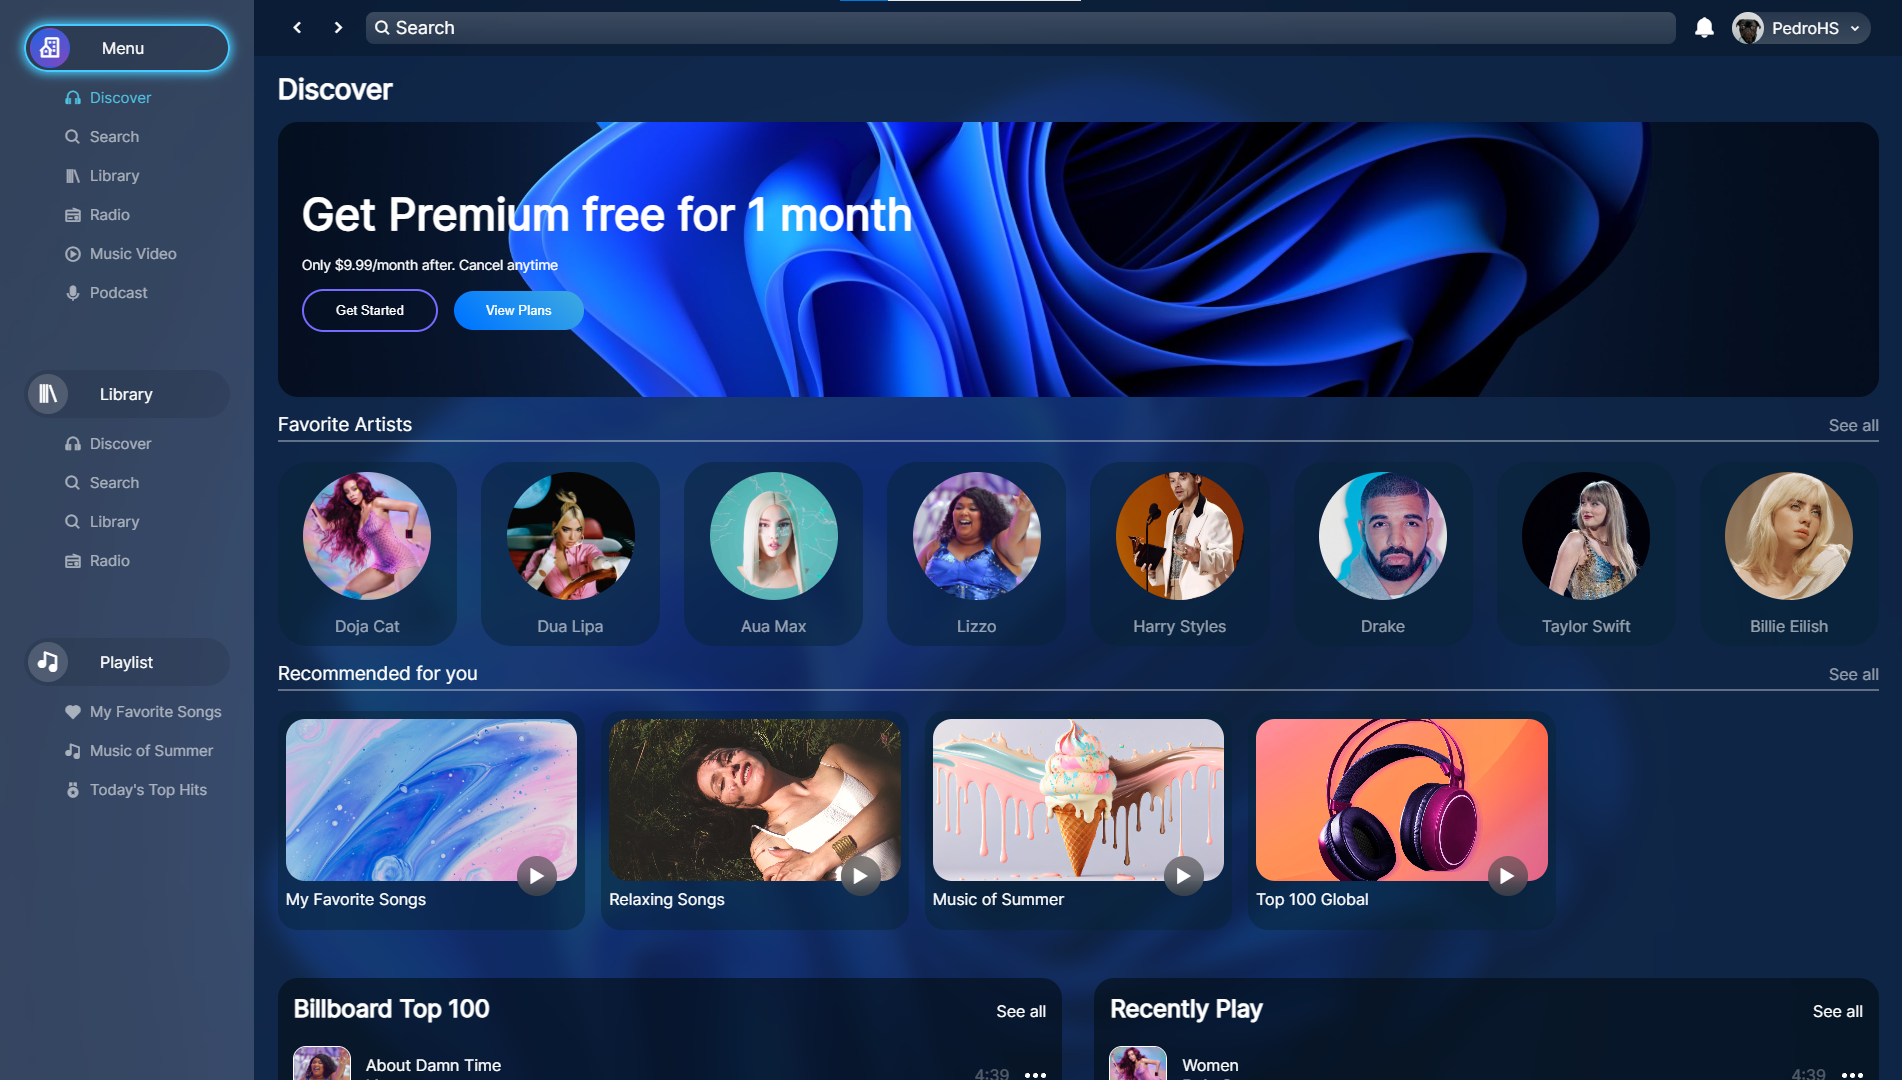 Menu
Discover
Search
Library
Radio
Music Video
Podcast
Library
Discover
Search
Library
Radio
Playlist
My Favorite Songs
Music of Summer
Today's Top Hits
Search
PedroHS
Discover
Get Premium free for 1 month
Only $9.99/month after. Cancel anytime
Get Started
View Plans
Favorite Artists
See all
Doja Cat
Dua Lipa
Aua Max
Lizzo
Harry Styles
Drake
Taylor Swift
Billie Eilish
Recommended for you
See all
My Favorite Songs
Relaxing Songs
Music of Summer
Top 100 Global
Billboard Top 100
See all
About Damn Time
4:39
Recently Play
See all
Women
4:39